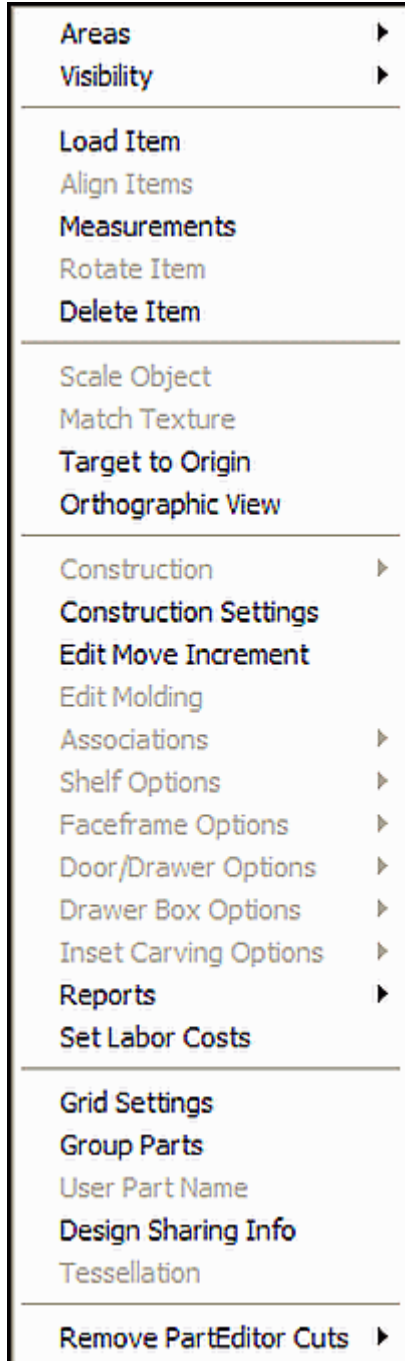 Areas
Visibility
Load Item
Align Items
Measurements
Rotate Item
Delete Item
Scale Object
Match Texture
Target to Origin
Orthographic View
Construction
Construction Settings
Edit Move Increment
Edit Molding
Associations
Shelf Options
Faceframe Options
Door/Drawer Options
Drawer Box Options
Inset Carving Options
Reports
Set Labor Costs
Grid Settings
Group Parts
User Part Name
Design Sharing Info
Tessellation
Remove PartEditor Cuts